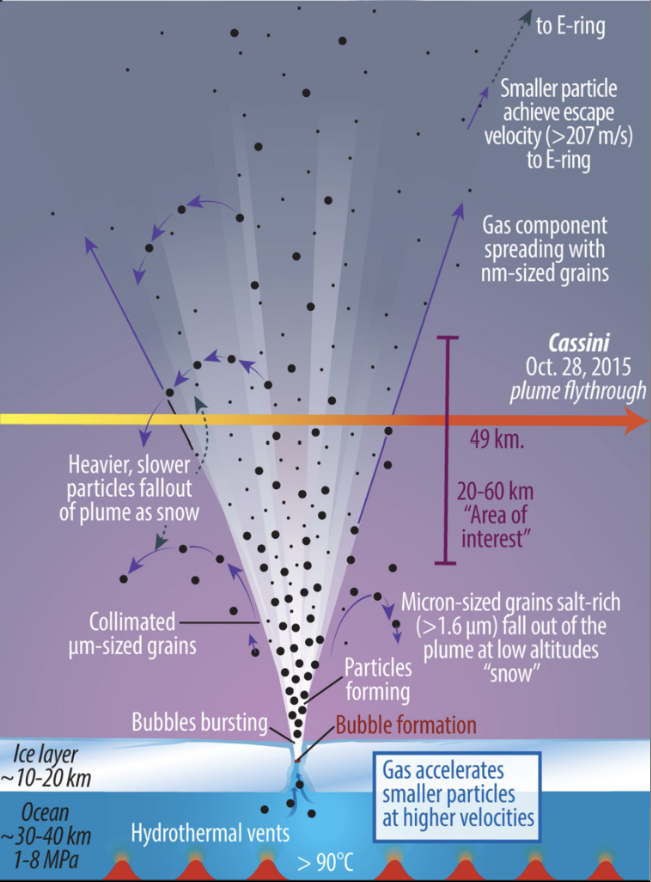 to E-ring
Smaller particle
achieve escape
velocity (>207 m/s)
to E-ring
Gas component
spreading with
nm-sized grains
Cassini
Oct. 28, 2015
plume flythrough
49 km.
20-60 km
“Area of
interest”
Heavier, slower
particles fallout
of plume as snow
Collimated
µm-sized grains
Micron-sized grains salt-rich
(>1.6 µm) fall out of the
plume at low altitudes
“snow”
Particles
forming
Bubbles bursting
Bubble formation
Ice layer
~10-20 km
Gas accelerates
smaller particles
at higher velocities
Ocean
~30-40 km
1-8 MPa
Hydrothermal vents
> 90°C